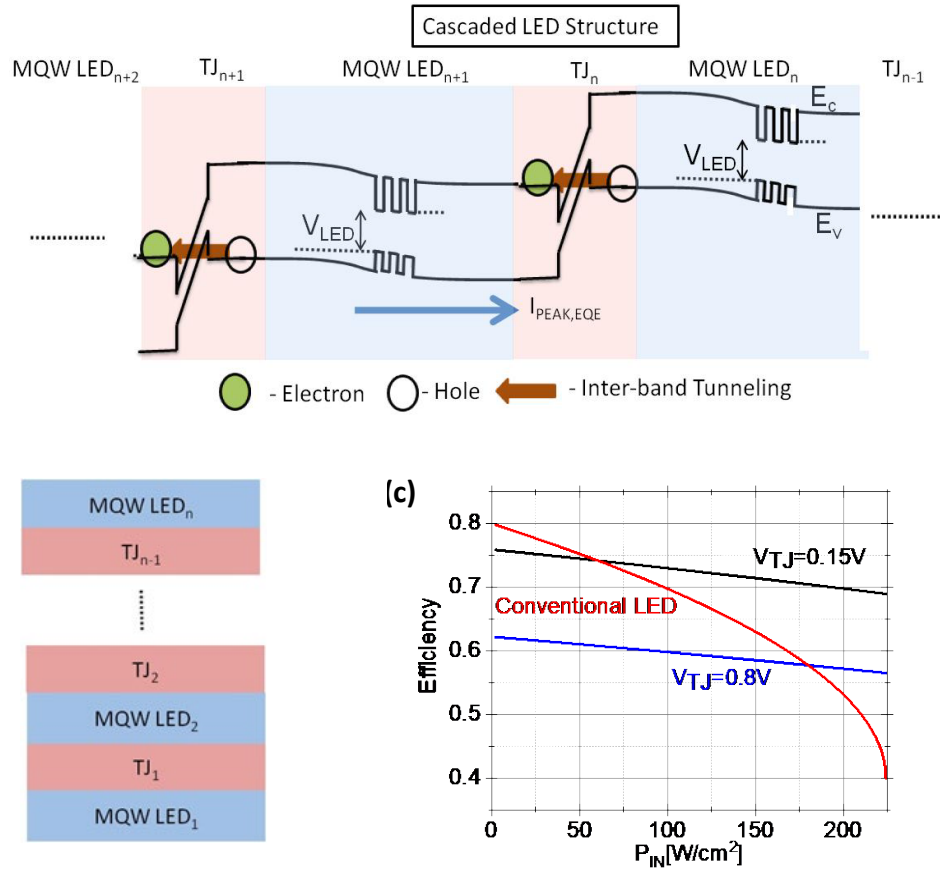 Cascaded LED Structure
MQW LEDn+2 TJn+1 MQW LEDn+1 TJn MQW LEDn TJn-1
EC
VLED
VLED
EV
IPEAK,EQE
- Electron - Hole - Inter-band Tunneling
MQW LEDn
TJn-1
TJ2
MQW LED2
TJ1
MQW LED1
(c)
0.8
0.7
0.6
0.5
0.4
Efficiency
VTJ=0.15V
Conventional LED
VTJ=0.8V
0 50 100 150 200
PIN[W/cm2]